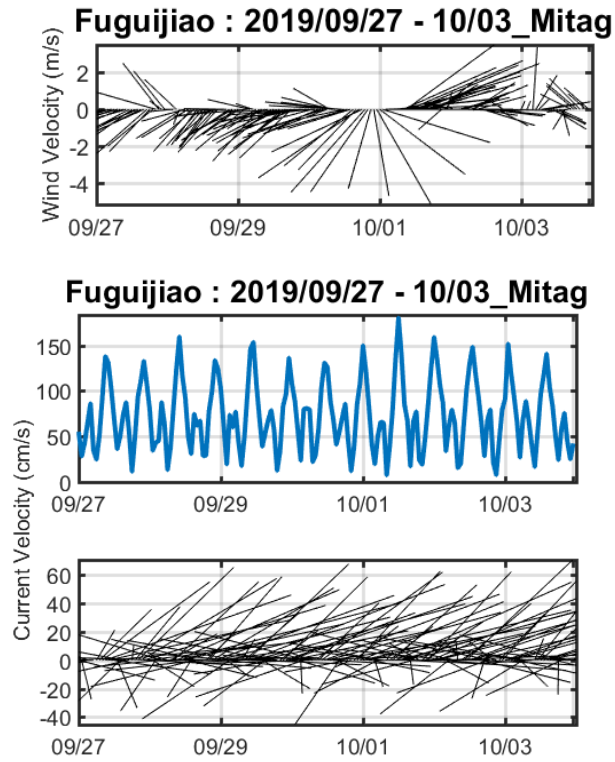 Fuguijiao : 2019/09/27 - 10/03_Mitag
Wind Velocity (m/s)
2
0
-2
-4
09/27 09/29 10/01 10/03
Fuguijiao : 2019/09/27 - 10/03_Mitag
Current Velocity (cm/s)
150
100
50
0
09/27 09/29 10/01 10/03
60
40
20
0
-20
-40
09/27 09/29 10/01 10/03